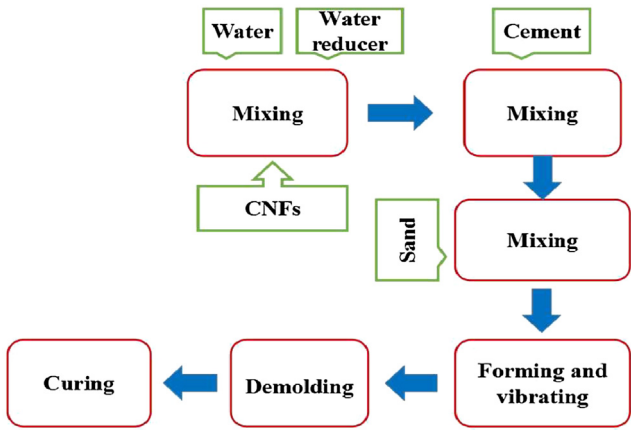 Water
Water
reducer
Cement
Mixing
Mixing
CNFs
Sand
Mixing
Forming and
vibrating
Demolding
Curing